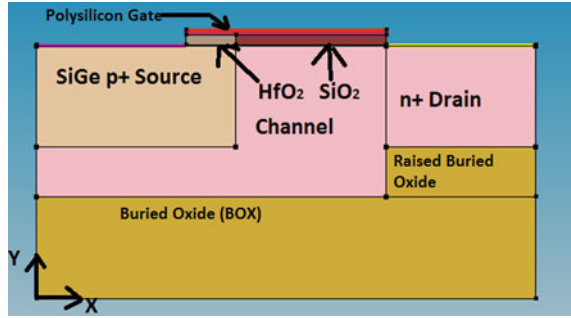 Polysilicon Gate
SiGe p+ Source
HfO₂ SiO₂
n+ Drain
Channel
Raised Buried
Oxide
Buried Oxide (BOX)
Y
X